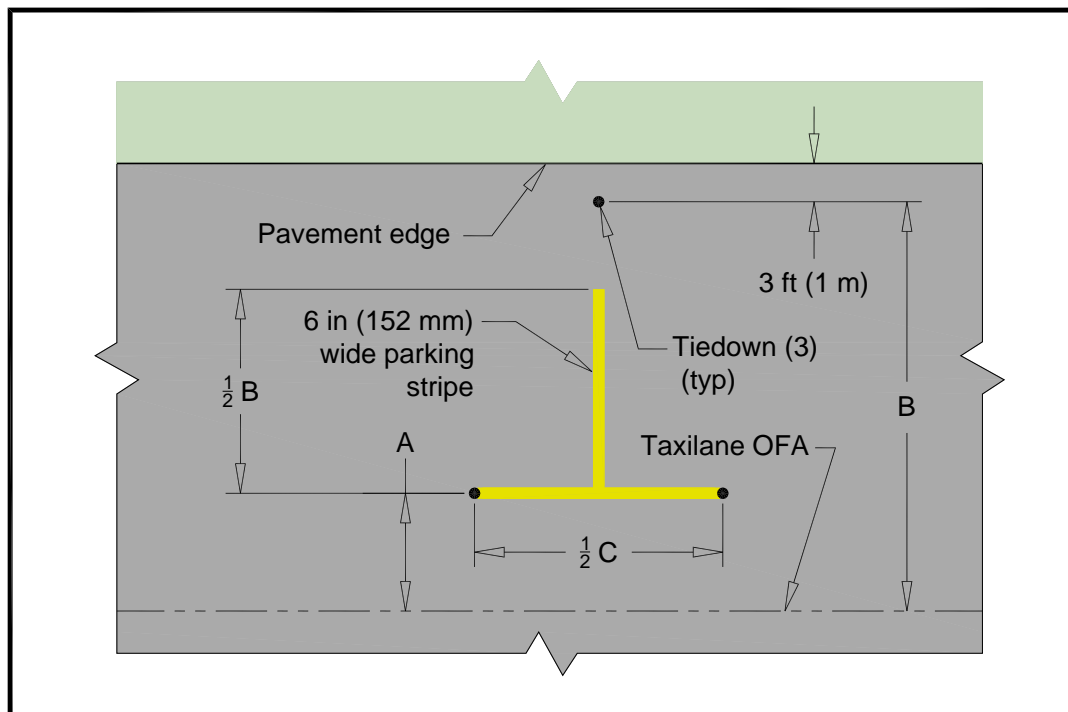 Pavement edge
3 ft (1 m)
6 in (152 mm)
wide parking
stripe
Tiedown (3)
(typ)
½ B
B
A
Taxilane OFA
½ C